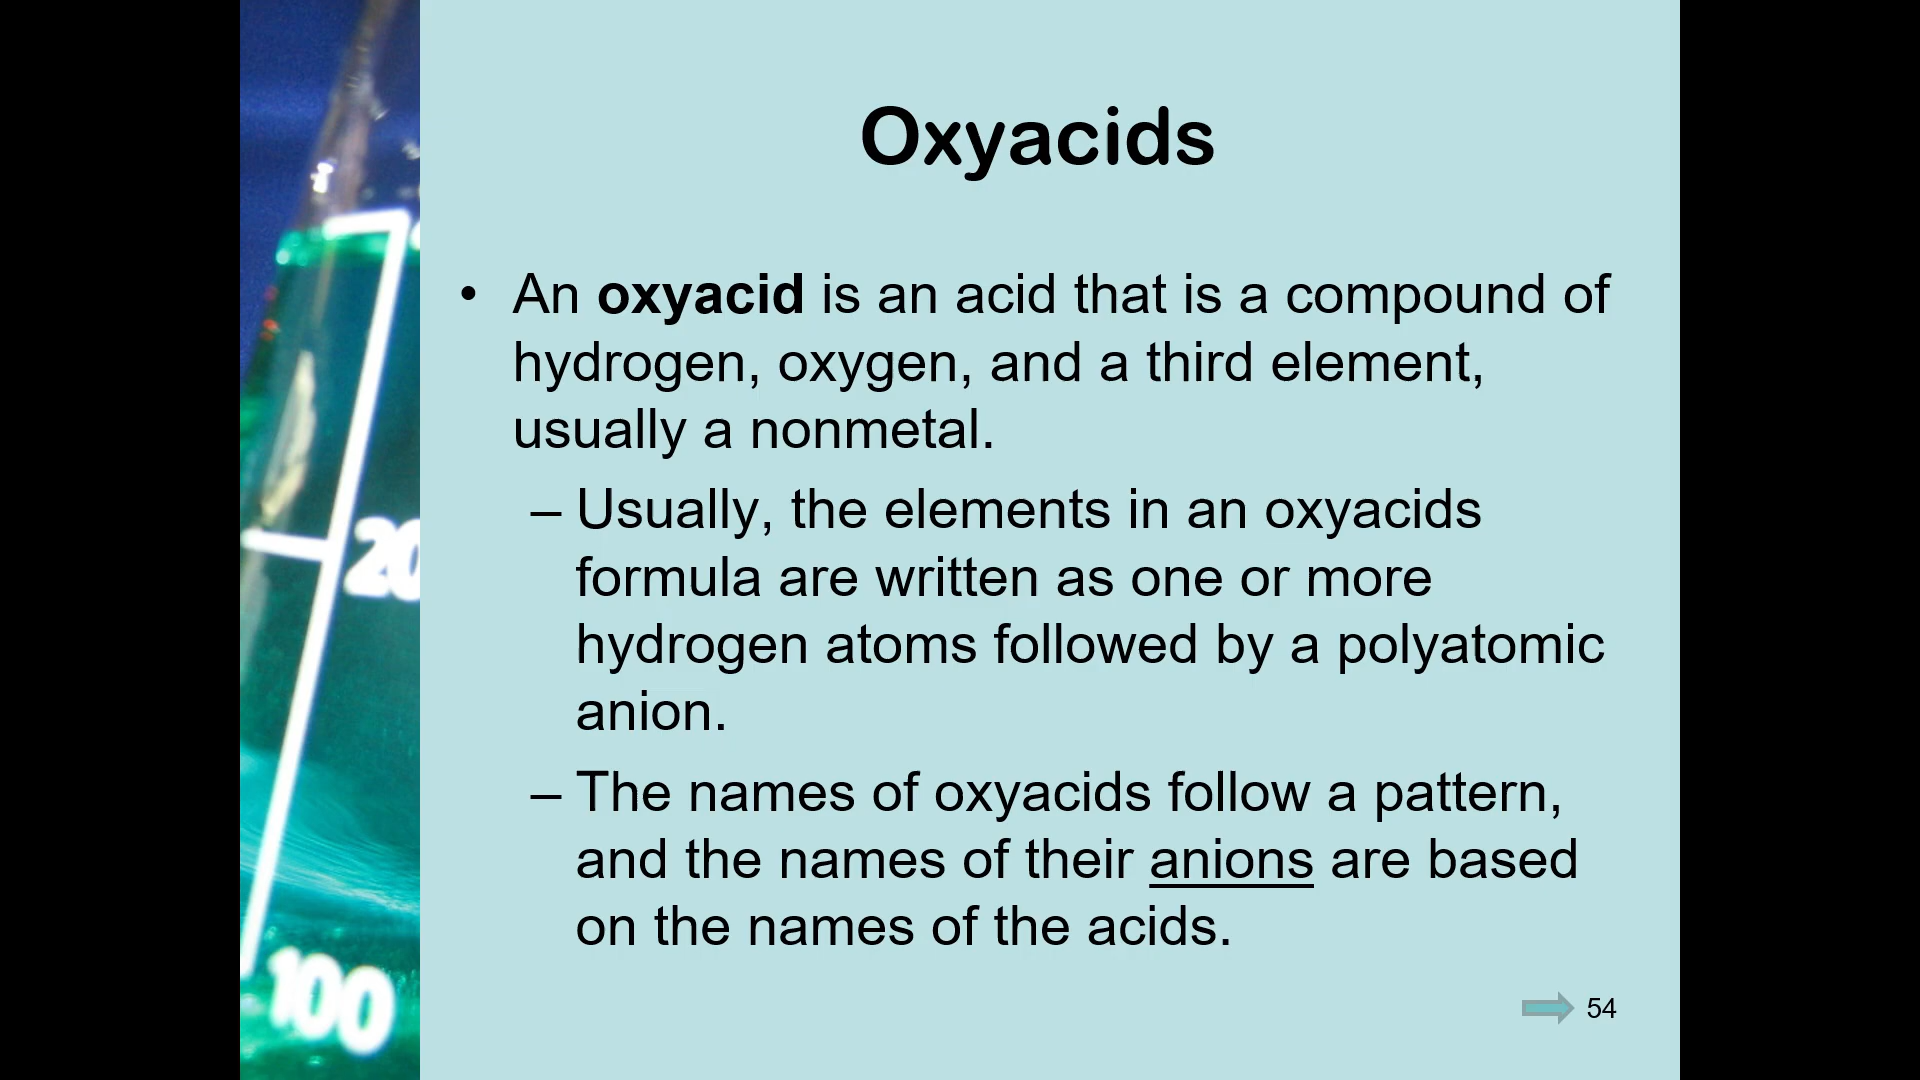 Oxyacids
• An oxyacid is an acid that is a compound of
hydrogen, oxygen, and a third element,
usually a nonmetal.
– Usually, the elements in an oxyacids
formula are written as one or more
hydrogen atoms followed by a polyatomic
anion.
– The names of oxyacids follow a pattern,
and the names of their anions are based
on the names of the acids.
20
100
54